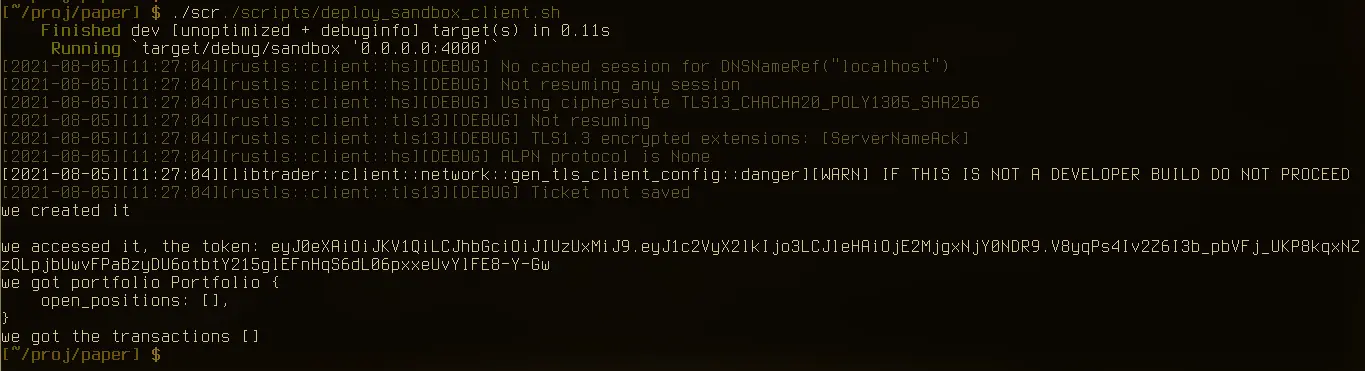 [~/proj/paper] $ ./scr./scripts/deploy_sandbox_client.sh
Finished dev [unoptimized + debuginfo] target(s) in 0.11s
Running `target/debug/sandbox '0.0.0.0:4000'`
[2021-08-05][11:27:04][rustls::client::hs][DEBUG] No cached session for DNSNameRef("localhost")
[2021-08-05][11:27:04][rustls::client::hs][DEBUG] Not resuming any session
[2021-08-05][11:27:04][rustls::client::hs][DEBUG] Using ciphersuite TLS13_CHACHA20_POLY1305_SHA256
[2021-08-05][11:27:04][rustls::client::tls13][DEBUG] Not resuming
[2021-08-05][11:27:04][rustls::client::tls13][DEBUG] TLS1.3 encrypted extensions: [ServerNameAck]
[2021-08-05][11:27:04][rustls::client::hs][DEBUG] ALPN protocol is None
[2021-08-05][11:27:04][libtrader::client::network::gen_tls_client_config::danger][WARN] IF THIS IS NOT A DEVELOPER BUILD DO NOT PROCEED
[2021-08-05][11:27:04][rustls::client::tls13][DEBUG] Ticket not saved
we created it
we accessed it, the token: eyJ0eXAiOiJKV1QiLCJhbGciOiJIUzUxMiJ9.eyJ1c2VyX2lkIjo3LCJleHAiOjE2MjgxNjY0NDR9.V8yqPs4Iv2Z6I3b_pbVFj_UKP8kqxNZ
zQLpjbUwvFPaBzyDU6otbtY215glEFnHqS6dL06pxxeUvYlFE8-Y-Gw
we got portfolio Portfolio {
open_positions: [],
}
we got the transactions []
[~/proj/paper] $